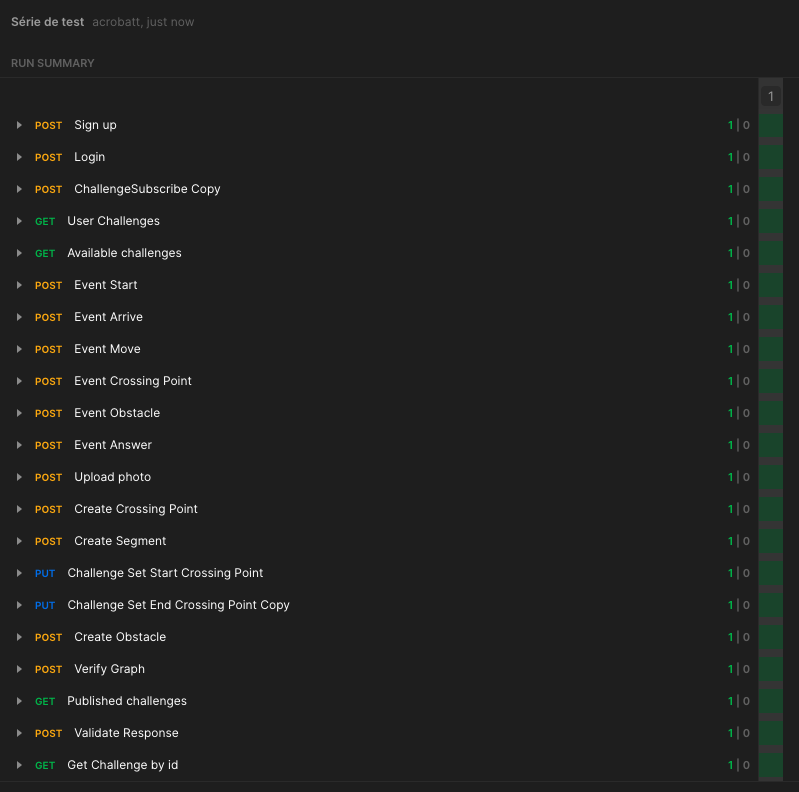 Série de test acrobatt, just now
RUN SUMMARY
1
POST Sign up 1 | 0
POST Login 1 | 0
POST ChallengeSubscribe Copy 1 | 0
GET User Challenges 1 | 0
GET Available challenges 1 | 0
POST Event Start 1 | 0
POST Event Arrive 1 | 0
POST Event Move 1 | 0
POST Event Crossing Point 1 | 0
POST Event Obstacle 1 | 0
POST Event Answer 1 | 0
POST Upload photo 1 | 0
POST Create Crossing Point 1 | 0
POST Create Segment 1 | 0
PUT Challenge Set Start Crossing Point 1 | 0
PUT Challenge Set End Crossing Point Copy 1 | 0
POST Create Obstacle 1 | 0
POST Verify Graph 1 | 0
GET Published challenges 1 | 0
POST Validate Response 1 | 0
GET Get Challenge by id 1 | 0